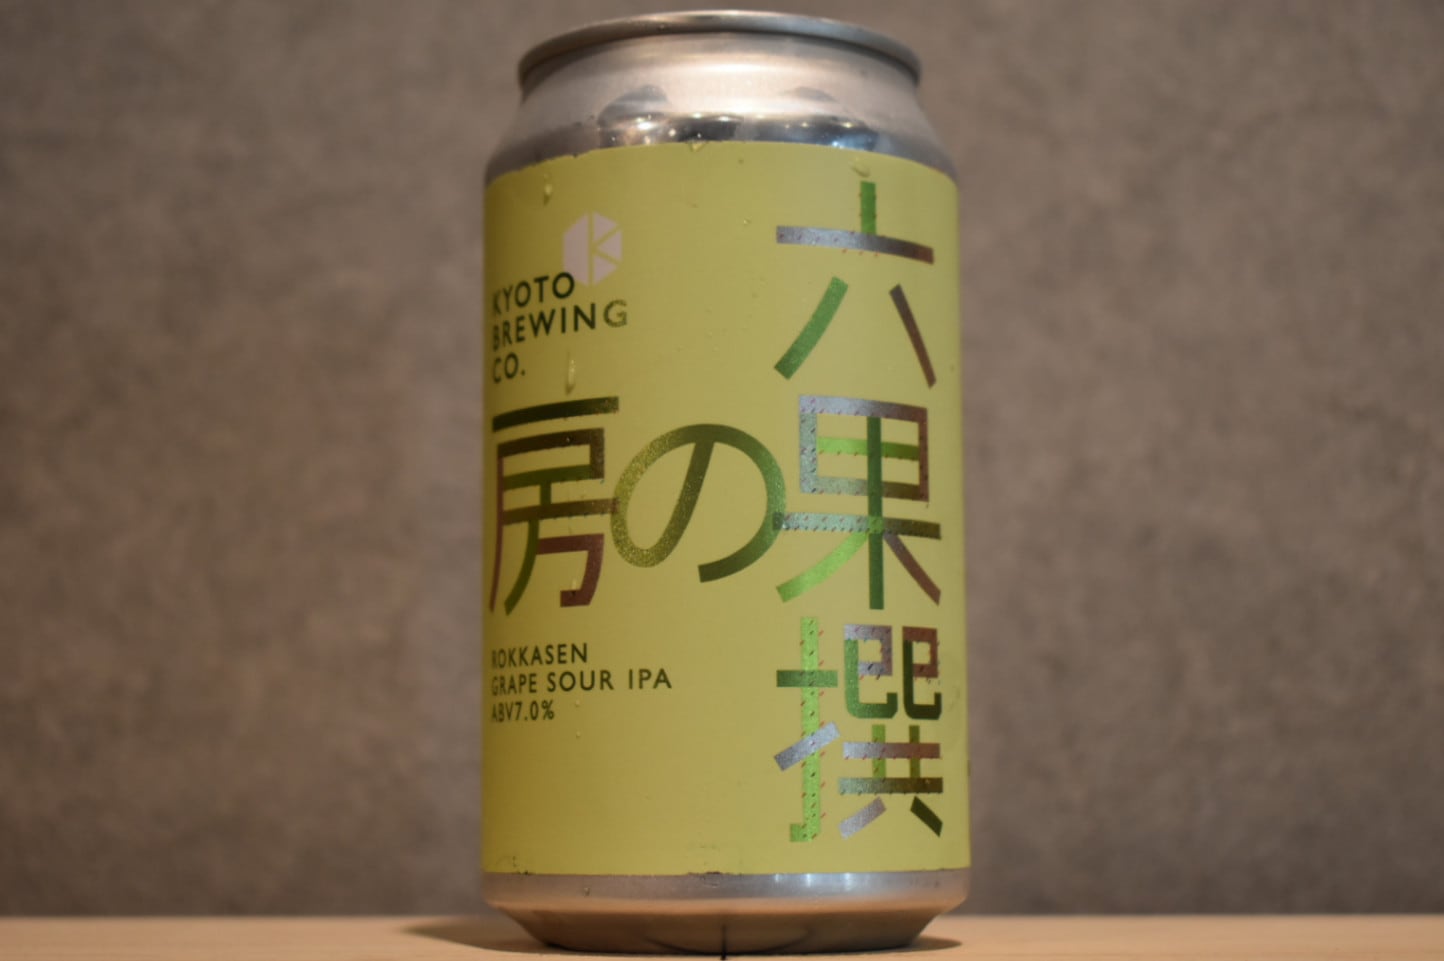 KYOTO
BREWING
CO.
六果撰
の
房
ROKKASEN
GRAPE SOUR IPA
ABV7.0%